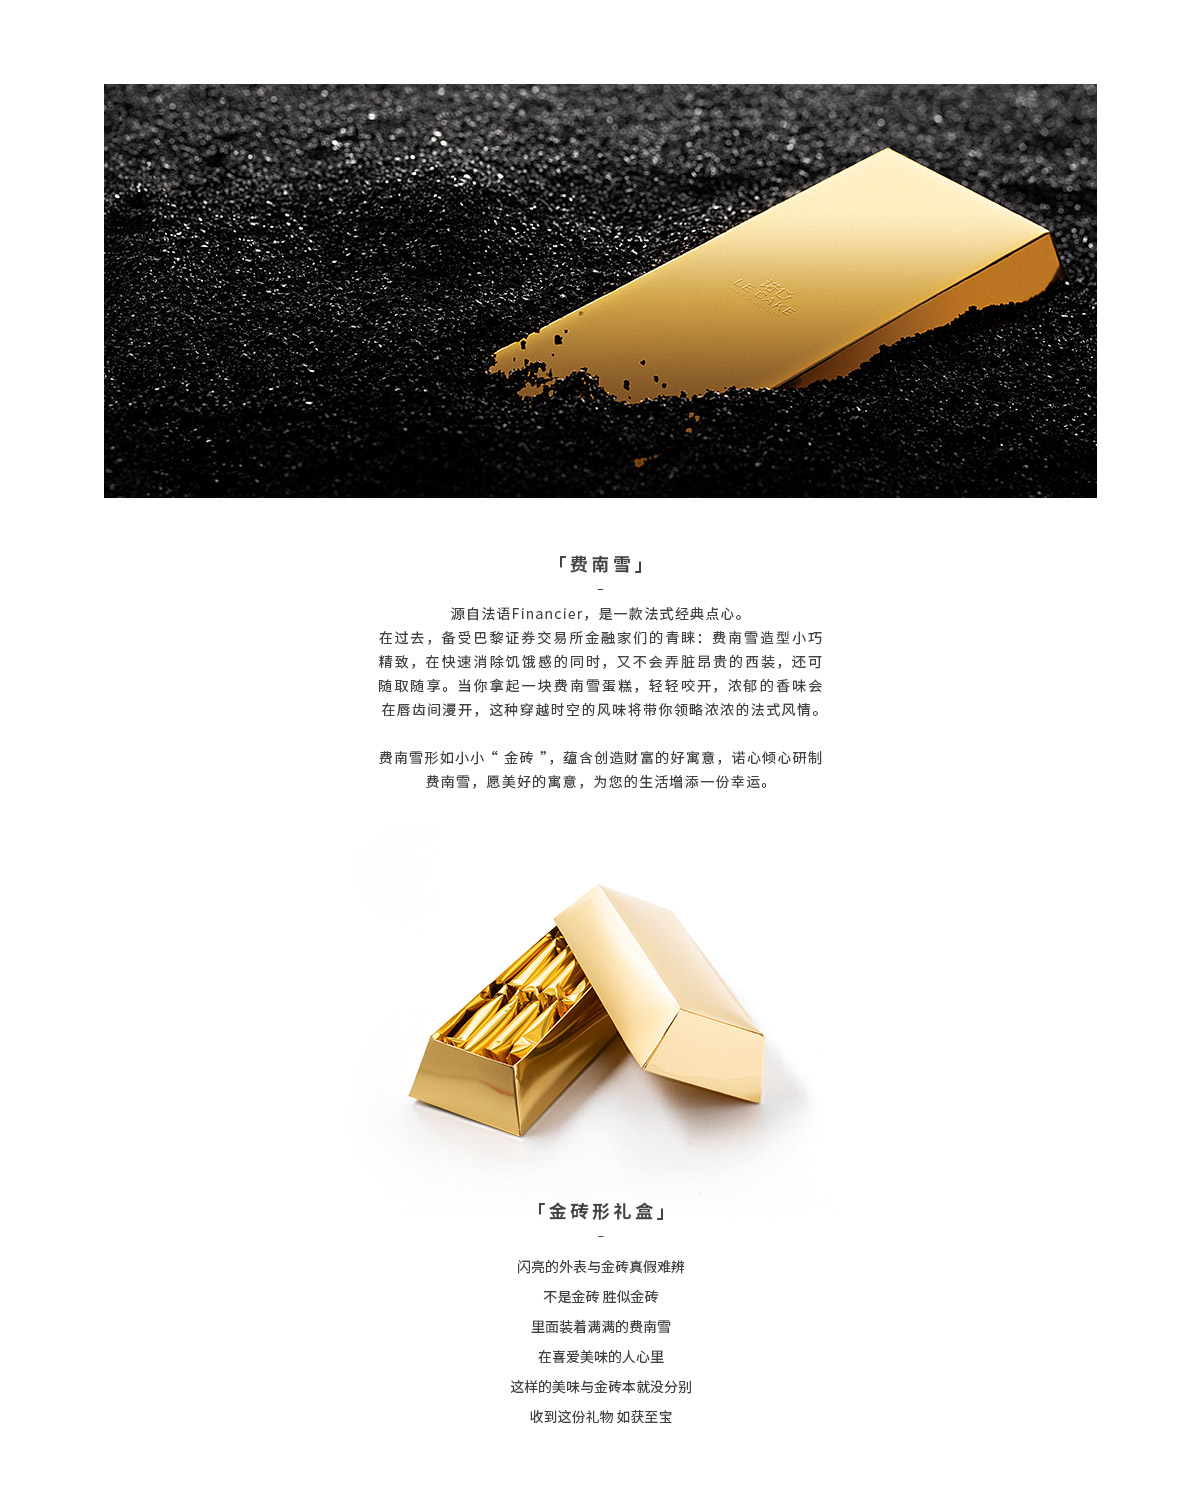 诺心
LE CAKE
「费南雪」
–
源自法语Financier，是一款法式经典点心。
在过去，备受巴黎证券交易所金融家们的青睐：费南雪造型小巧
精致，在快速消除饥饿感的同时，又不会弄脏昂贵的西装，还可
随取随享。当你拿起一块费南雪蛋糕，轻轻咬开，浓郁的香味会
在唇齿间漫开，这种穿越时空的风味将带你领略浓浓的法式风情。
费南雪形如小小 “ 金砖 ”，蕴含创造财富的好寓意，诺心倾心研制
费南雪，愿美好的寓意，为您的生活增添一份幸运。
「金砖形礼盒」
–
闪亮的外表与金砖真假难辨
不是金砖 胜似金砖
里面装着满满的费南雪
在喜爱美味的人心里
这样的美味与金砖本就没分别
收到这份礼物 如获至宝